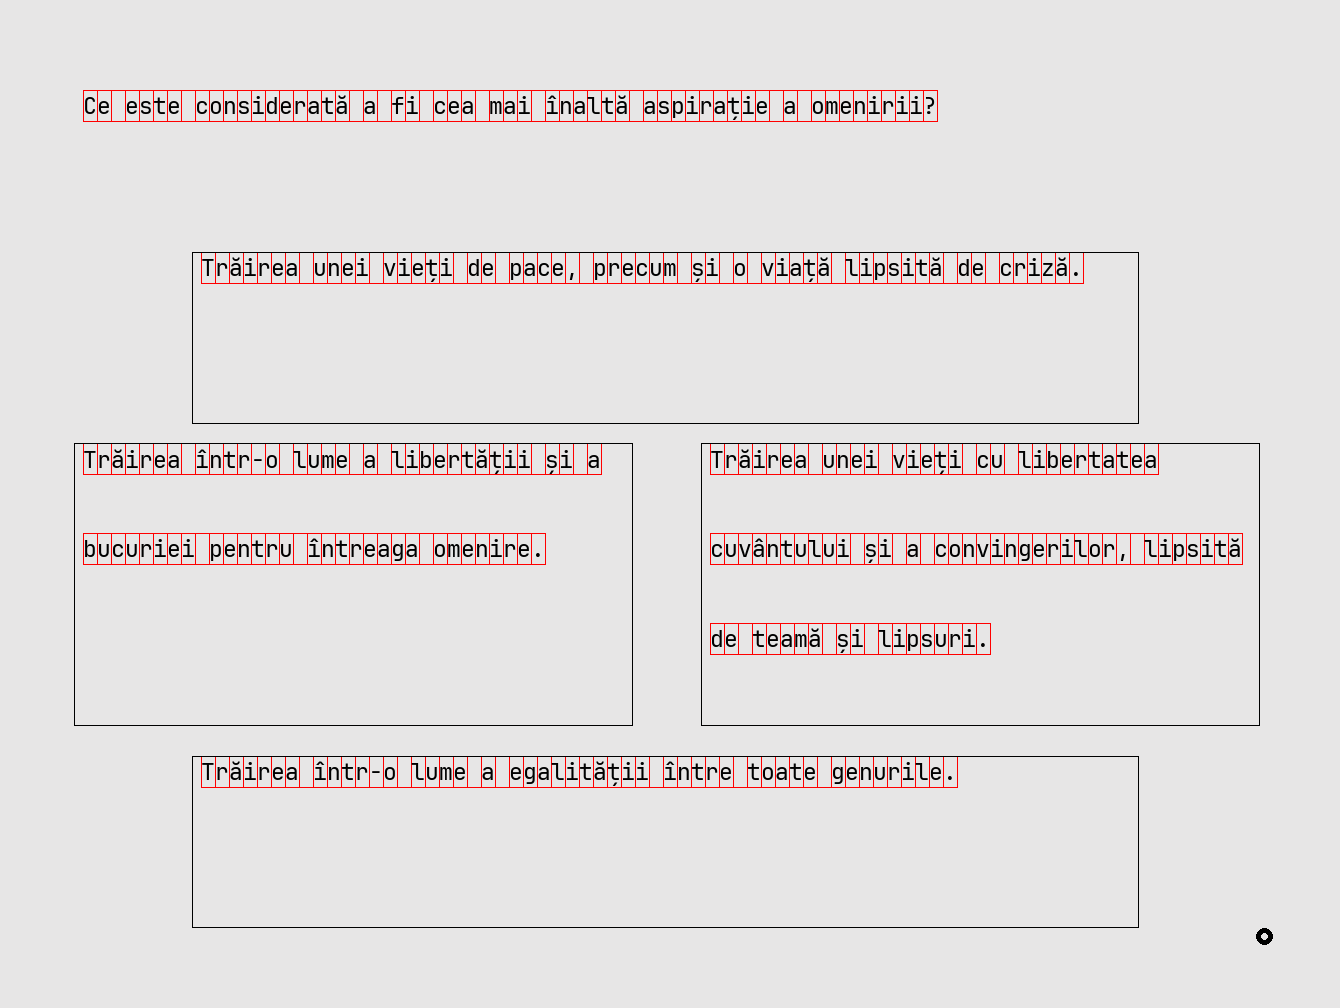 Ce este considerată a fi cea mai înaltă aspirație a omenirii?
Trăirea unei vieți de pace, precum și o viață lipsită de criză.
Trăirea într-o lume a libertății și a
bucuriei pentru întreaga omenire.
Trăirea unei vieți cu libertatea
cuvântului și a convingerilor, lipsită
de teamă și lipsuri.
Trăirea într-o lume a egalității între toate genurile.